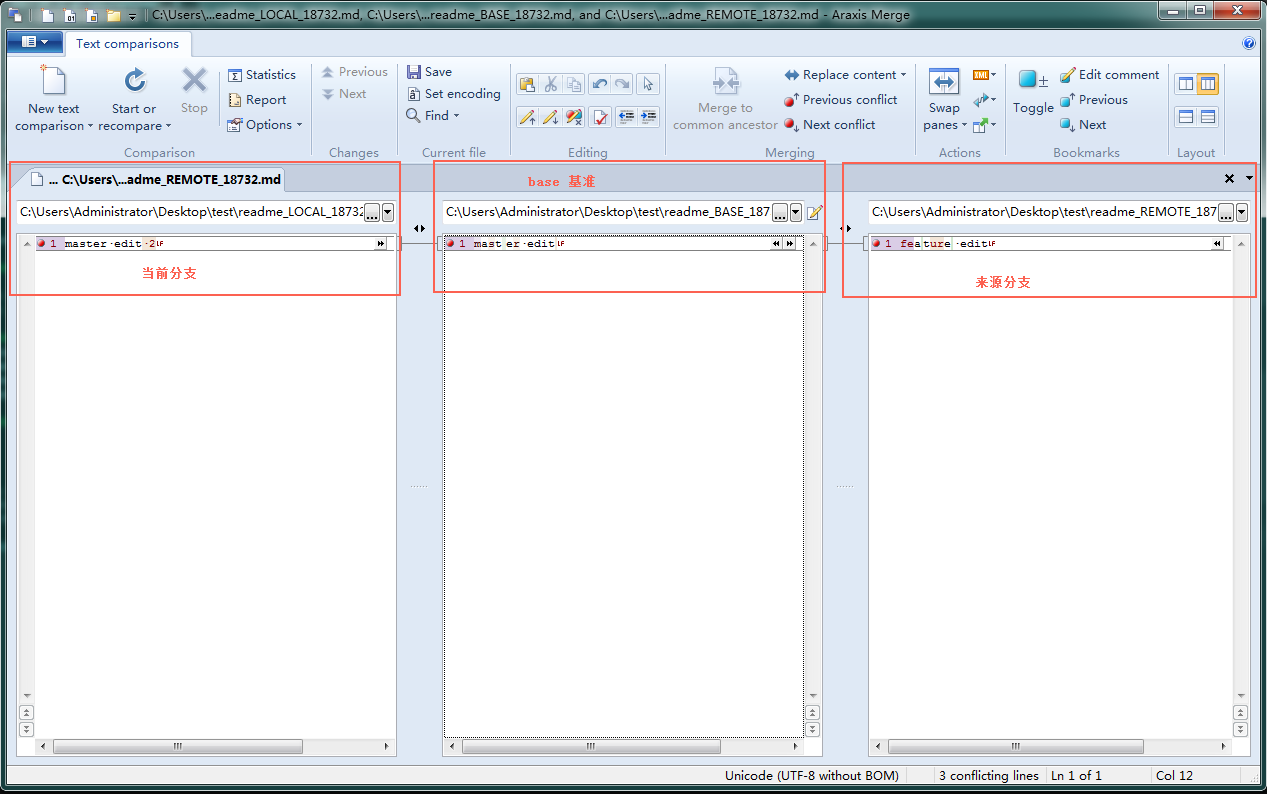 C:\Users\...eadme_LOCAL_18732.md, C:\Users\...readme_BASE_18732.md, and C:\Users\...adme_REMOTE_18732.md - Araxis Merge
Text comparisons
New text comparison
Start or recompare
Stop
Statistics
Report
Options
Comparison
Previous
Next
Changes
Save
Set encoding
Find
Current file
Editing
Merge to common ancestor
Replace content
Previous conflict
Next conflict
Merging
Swap panes
XML
Actions
Toggle
Edit comment
Previous
Next
Bookmarks
Layout
... C:\Users\...adme_REMOTE_18732.md
base 基准
C:\Users\Administrator\Desktop\test\readme_LOCAL_18732
C:\Users\Administrator\Desktop\test\readme_BASE_187
C:\Users\Administrator\Desktop\test\readme_REMOTE_187
1 master·edit·2LF
1 master·editLF
1 feature·editLF
当前分支
来源分支
Unicode (UTF-8 without BOM)
3 conflicting lines
Ln 1 of 1
Col 12